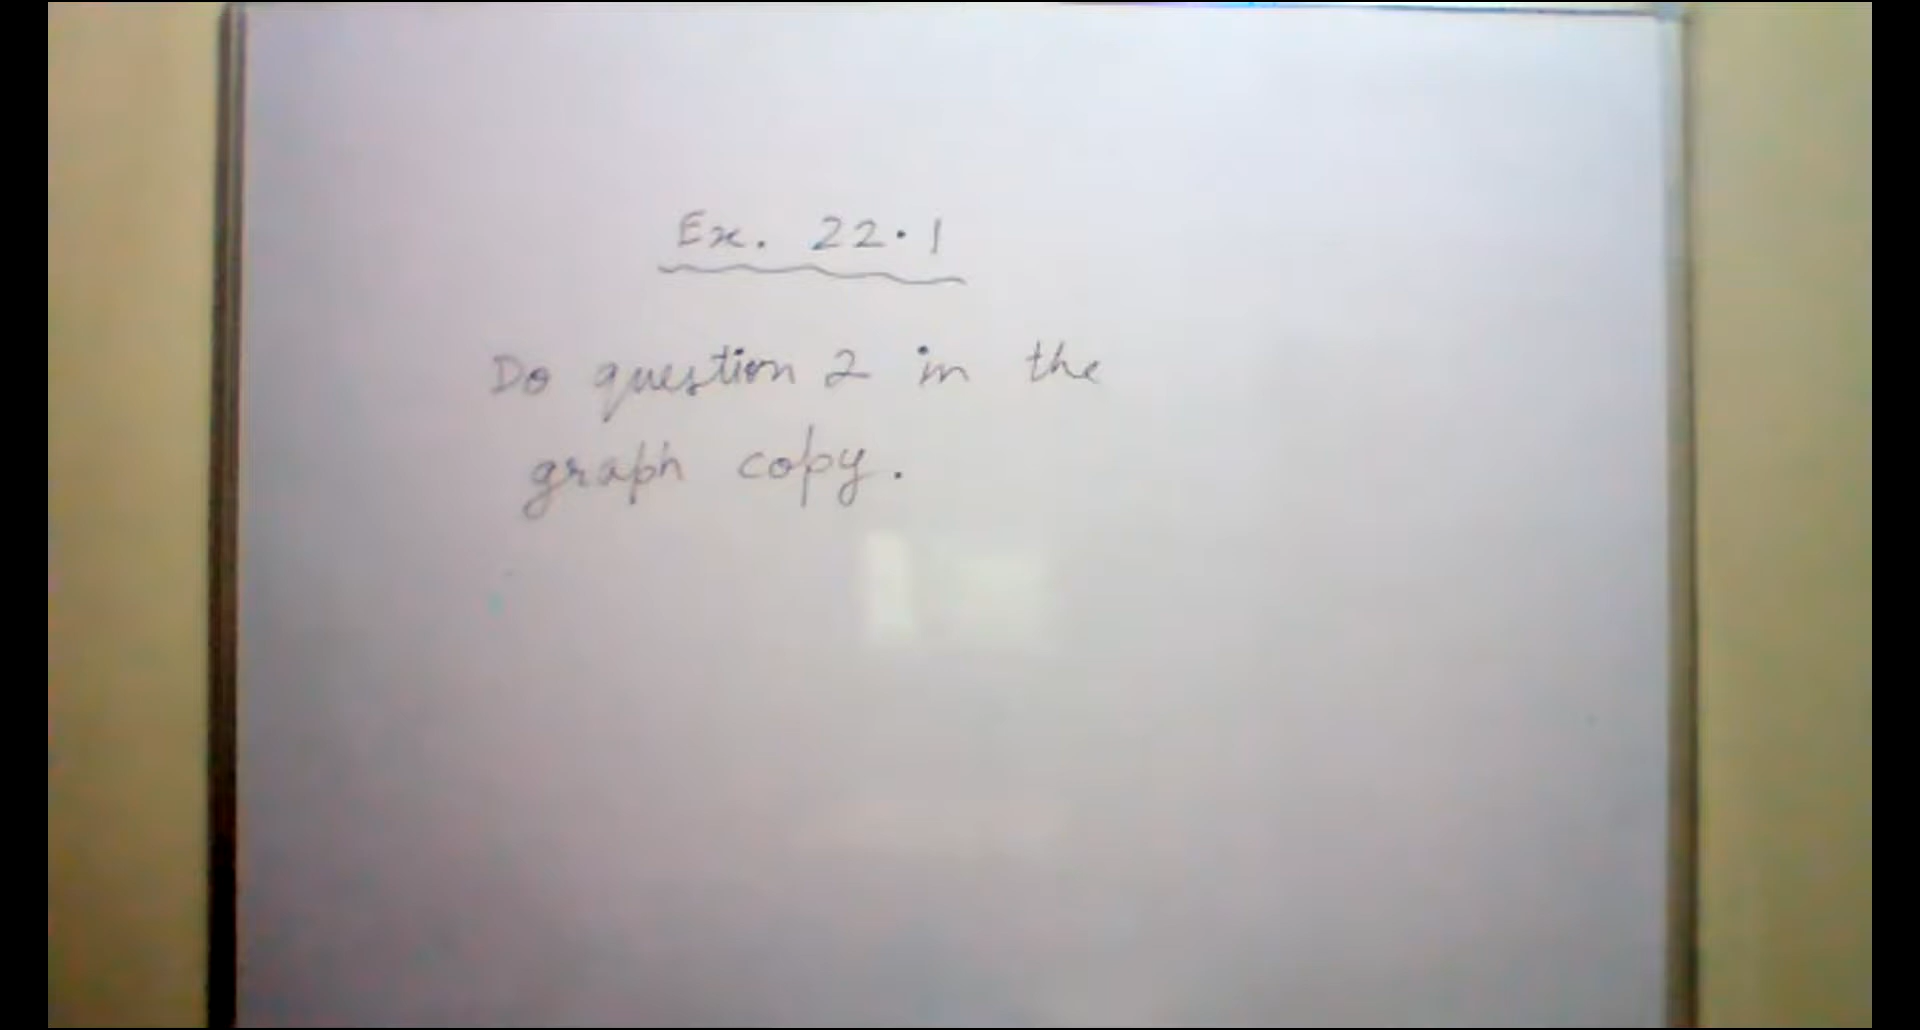 Ex. 22.1
Do question 2 in the
graph copy.